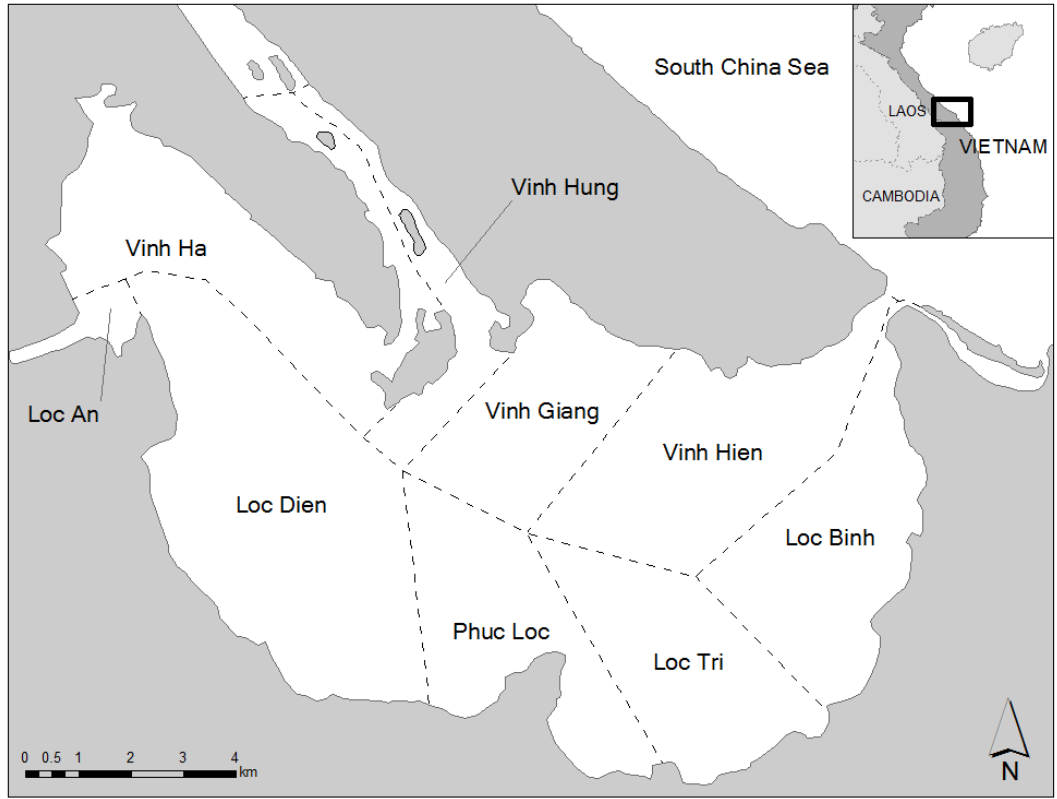 South China Sea
LAOS
VIETNAM
CAMBODIA
Vinh Hung
Vinh Ha
Loc An
Vinh Giang
Vinh Hien
Loc Dien
Loc Binh
Phuc Loc
Loc Tri
0 0.5 1 2 3 4
km
N